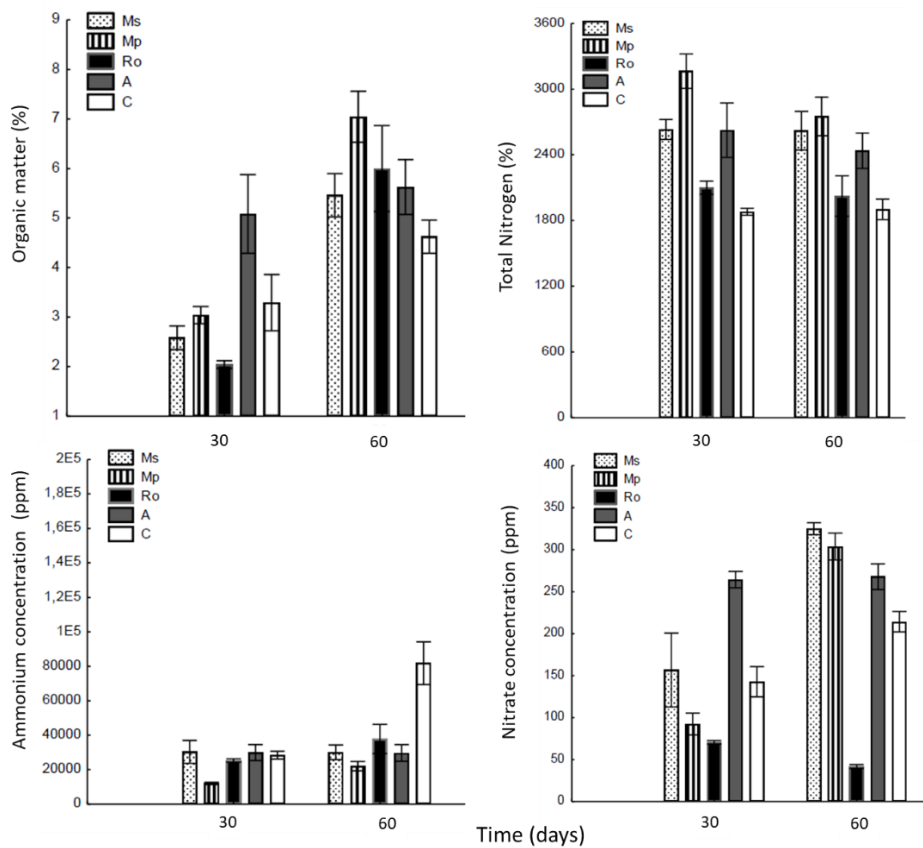 Organic matter (%)
9
8
7
6
5
4
3
2
1
Ms
Mp
Ro
A
C
30
60
Total Nitrogen (%)
3600
3000
2400
1800
1200
600
0
Ms
Mp
Ro
A
C
30
60
Ammonium concentration (ppm)
2E5
1,8E5
1,6E5
1,4E5
1,2E5
1E5
80000
60000
40000
20000
0
Ms
Mp
Ro
A
C
30
60
Nitrate concentration (ppm)
400
350
300
250
200
150
100
50
0
Ms
Mp
Ro
A
C
30
60
Time (days)